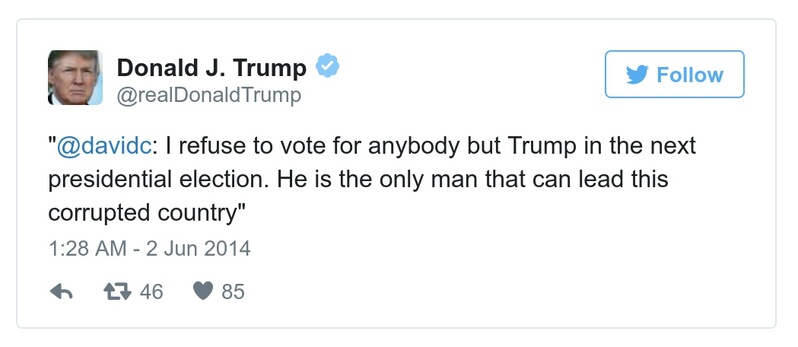 Donald J. Trump
@realDonaldTrump
Follow
"@davidc: I refuse to vote for anybody but Trump in the next
presidential election. He is the only man that can lead this
corrupted country"
1:28 AM - 2 Jun 2014
46 85